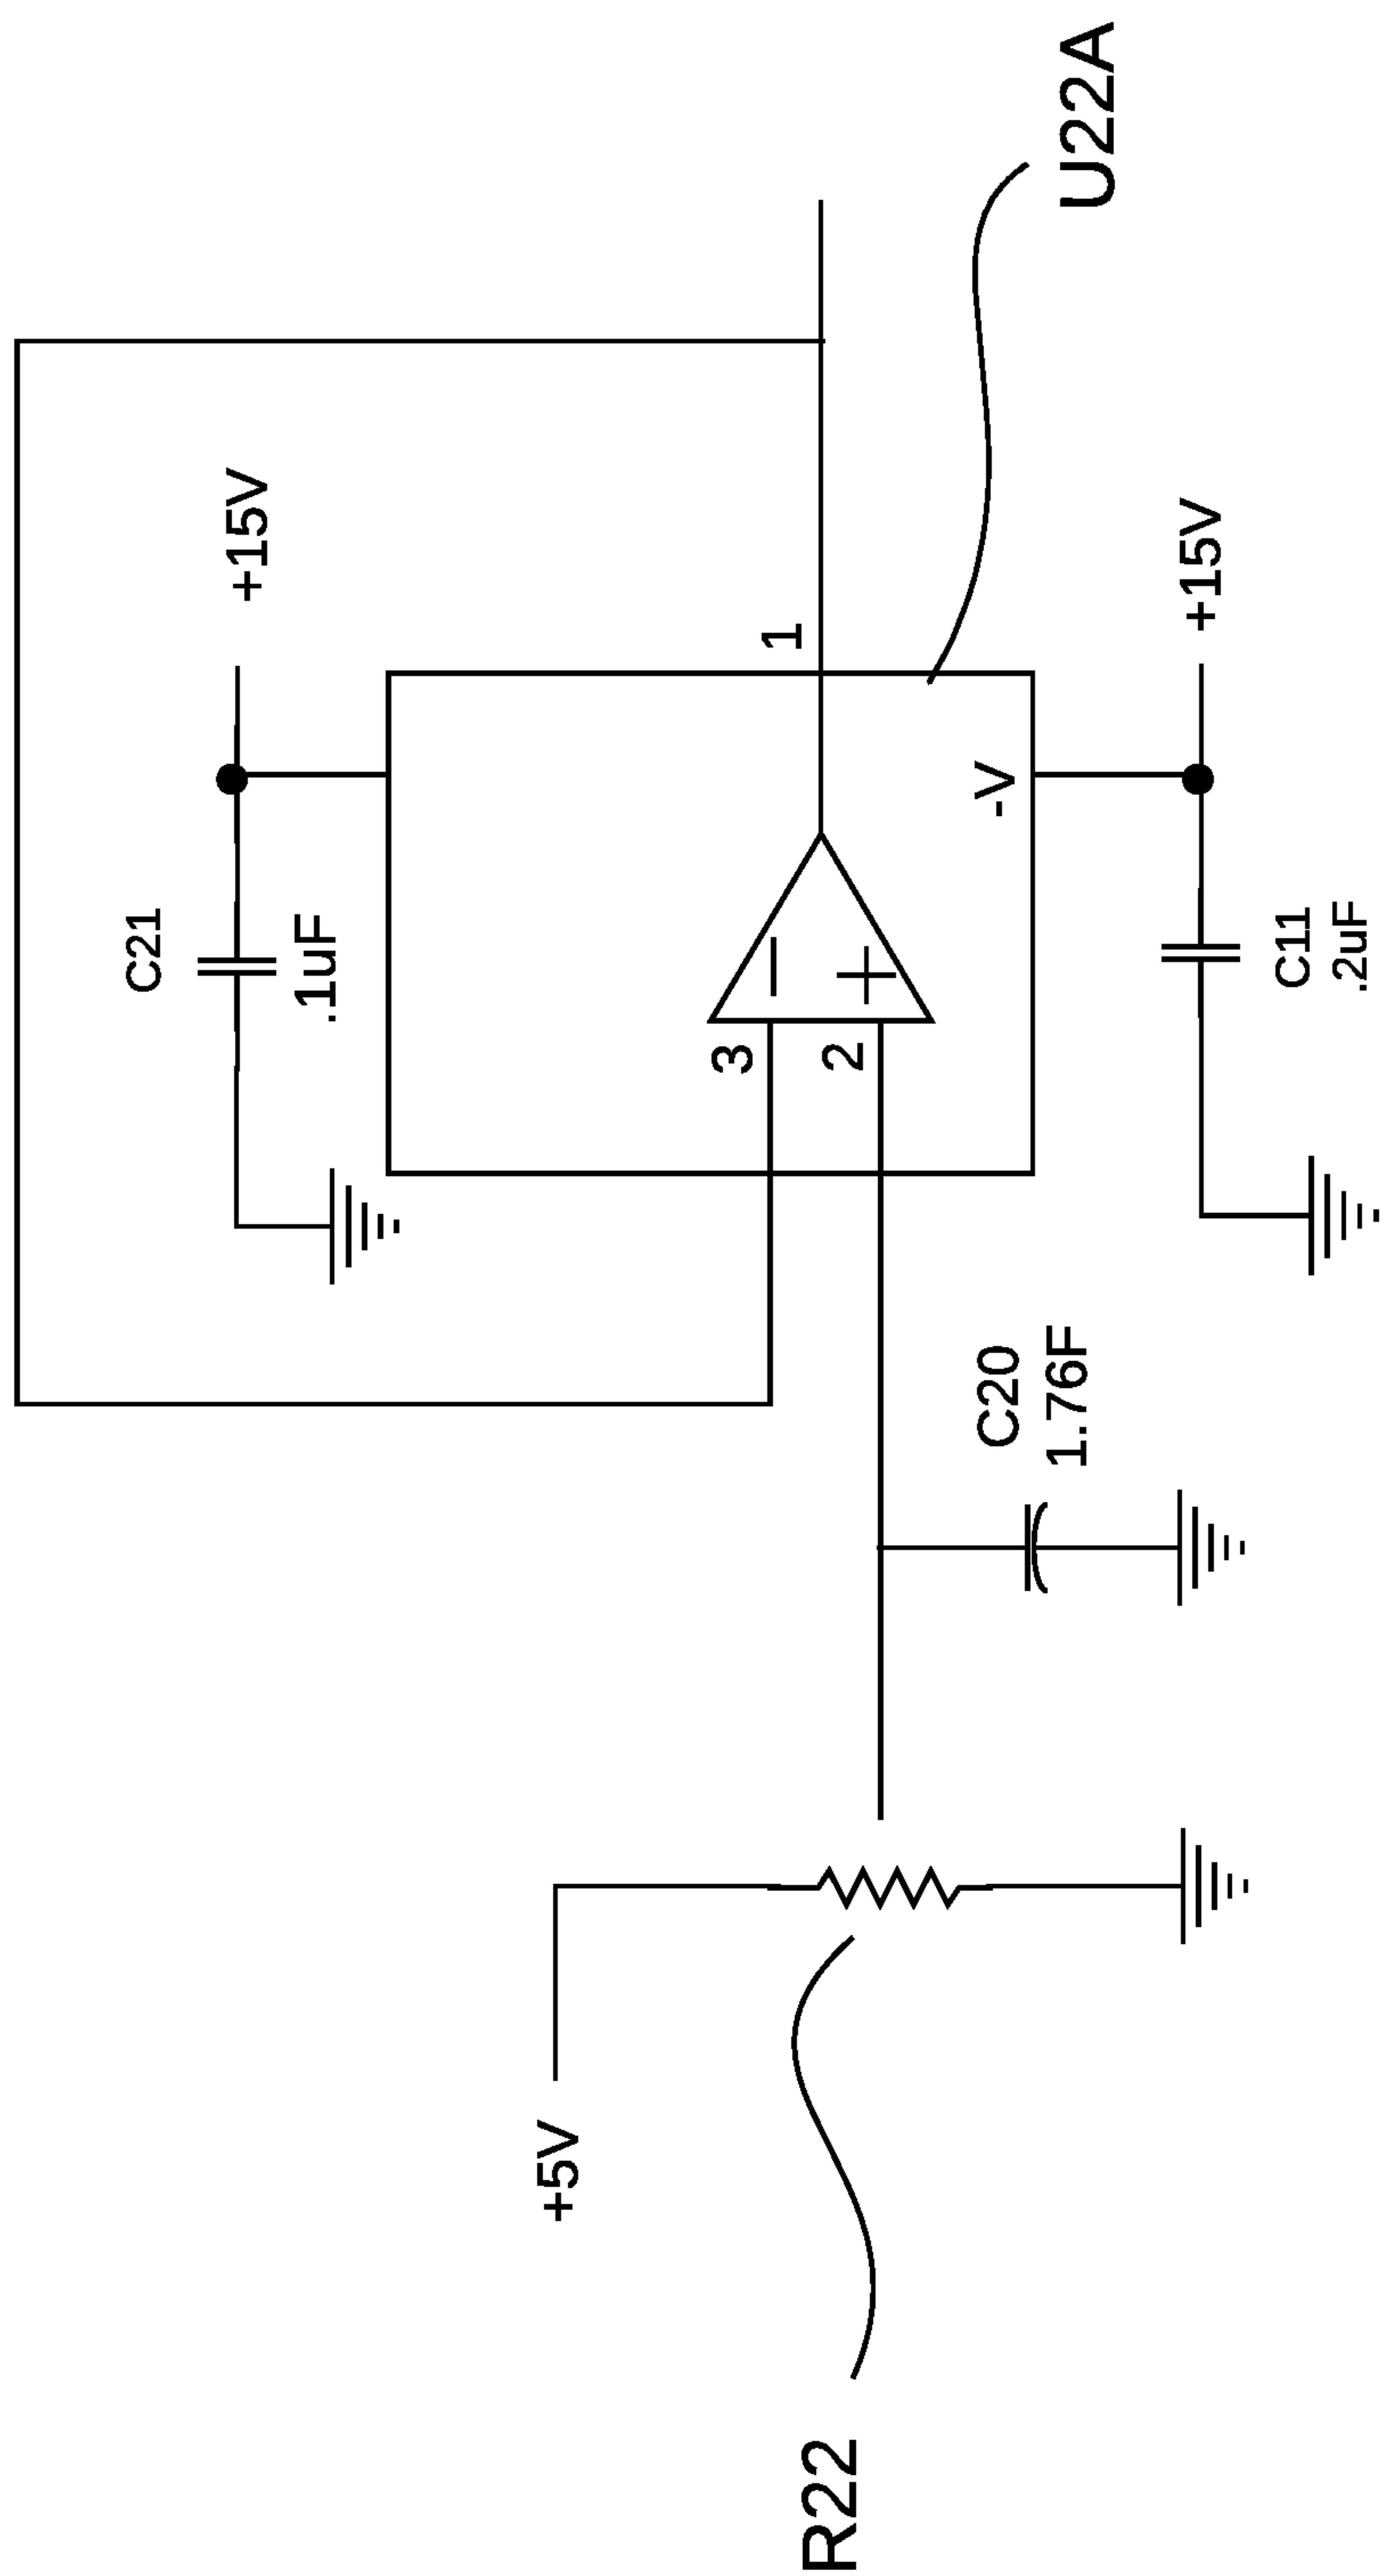 U22A
+15V
+15V
1
-V
C21
.1uF
C11
.2uF
3
2
C20
1.76F
+5V
R22